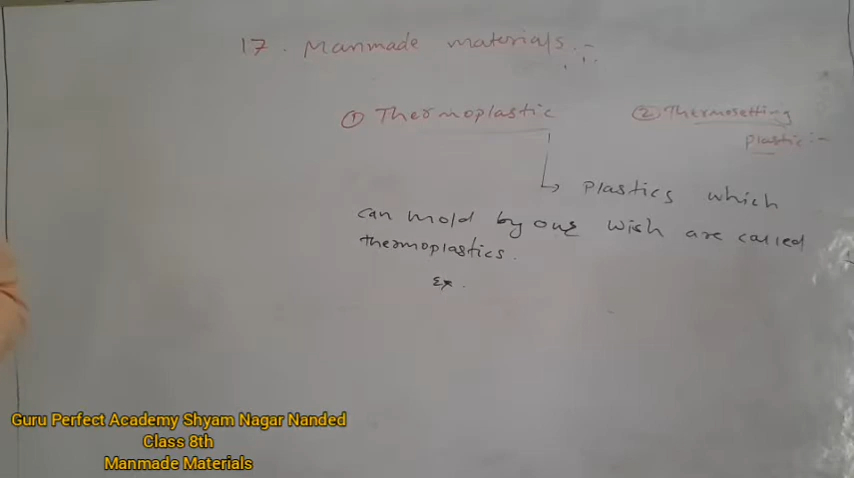 17. Manmade materials :-
① Thermoplastic
② Thermosetting
plastic :-
↳ Plastics which
can mold by our wish are called
thermoplastics.
Ex.
Guru Perfect Academy Shyam Nagar Nanded
Class 8th
Manmade Materials